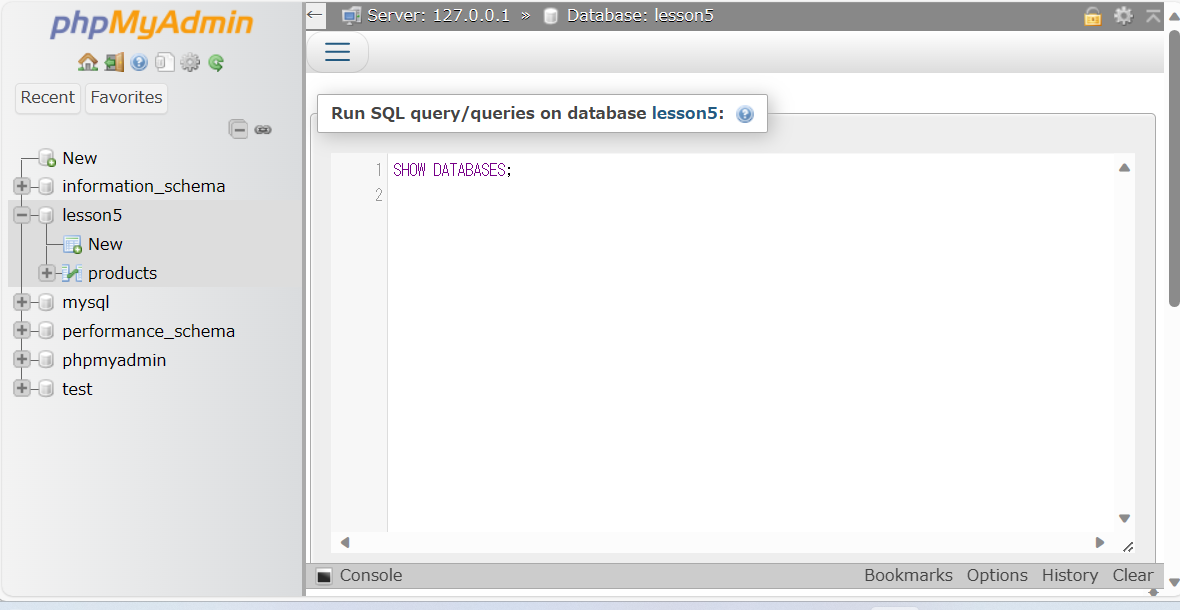 phpMyAdmin
Recent Favorites
New
information_schema
lesson5
New
products
mysql
performance_schema
phpmyadmin
test
Server: 127.0.0.1 » Database: lesson5
Run SQL query/queries on database lesson5:
1 SHOW DATABASES;
2
Console Bookmarks Options History Clear